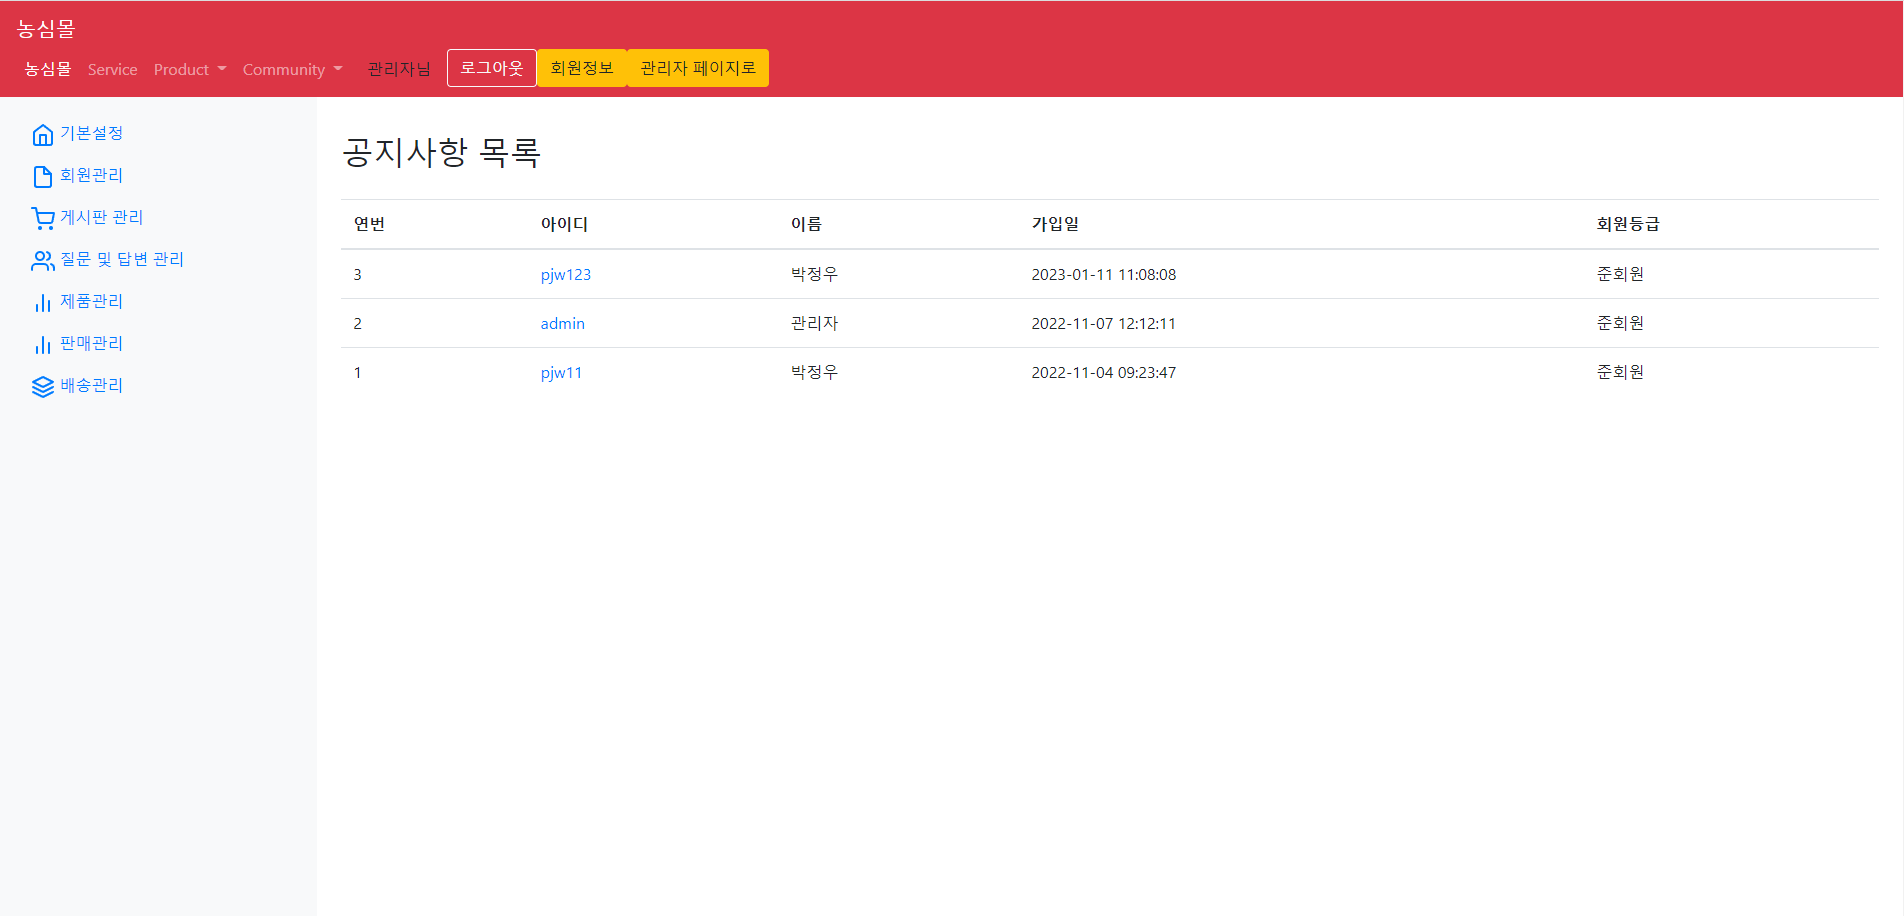 농심몰
농심몰 Service Product Community 관리자님 로그아웃 회원정보 관리자 페이지로
기본설정
회원관리
게시판 관리
질문 및 답변 관리
제품관리
판매관리
배송관리
공지사항 목록
연번 아이디 이름 가입일 회원등급
3 pjw123 박정우 2023-01-11 11:08:08 준회원
2 admin 관리자 2022-11-07 12:12:11 준회원
1 pjw11 박정우 2022-11-04 09:23:47 준회원